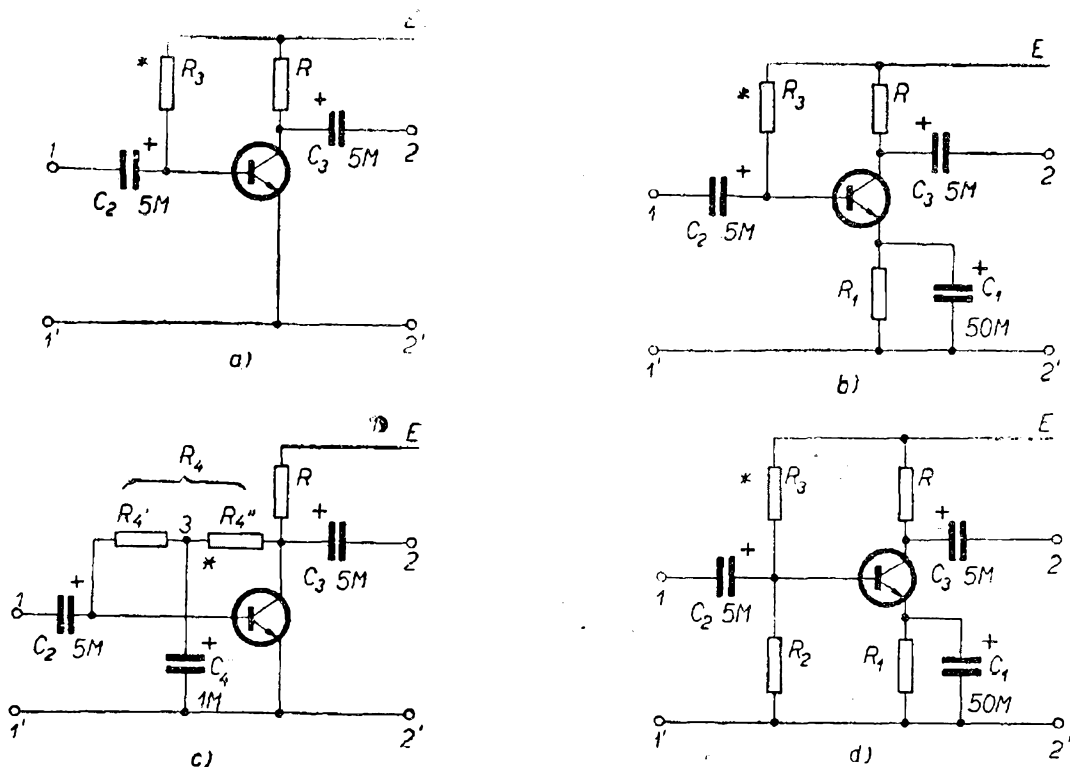 E
* R3
R
+
C3 5M
2
1
+
C2 5M
1'
2'
a)
E
* R3
R
+
C3 5M
2
1
+
C2 5M
R1
+
C1
50M
1'
2'
b)
E
R4
R
R4' 3 R4"
*
+
C3 5M
2
1
+
C2 5M
+
C4
1M
1'
2'
c)
E
* R3
R
+
C3 5M
2
1
+
C2 5M
R2
R1
+
C1
50M
1'
2'
d)